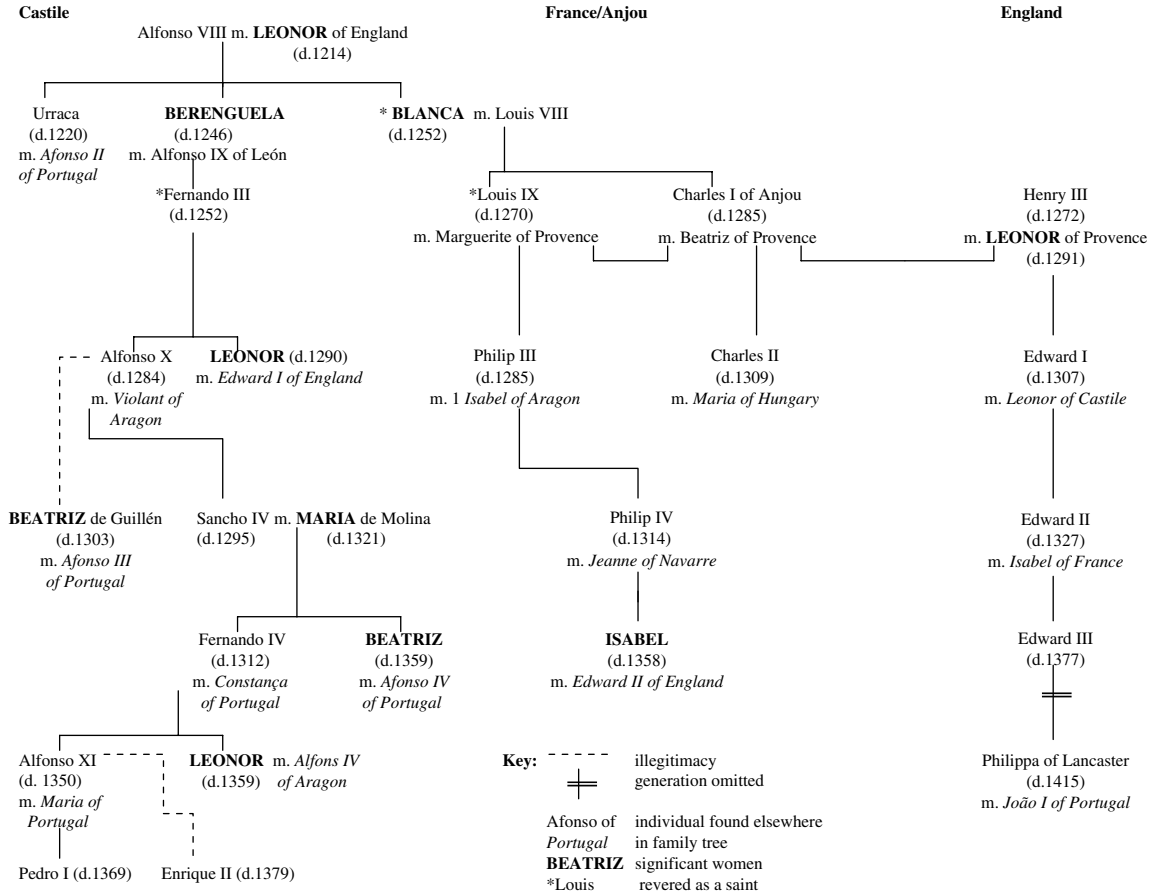 Castile
France/Anjou
England
Alfonso VIII m. LEONOR of England
(d.1214)
Urraca
(d.1220)
m. Afonso II
of Portugal
BERENGUELA
(d.1246)
m. Alfonso IX of León
* BLANCA m. Louis VIII
(d.1252)
*Fernando III
(d.1252)
*Louis IX
(d.1270)
m. Marguerite of Provence
Charles I of Anjou
(d.1285)
m. Beatriz of Provence
Henry III
(d.1272)
m. LEONOR of Provence
(d.1291)
Alfonso X
(d.1284)
m. Violant of
Aragon
LEONOR (d.1290)
m. Edward I of England
Philip III
(d.1285)
m. 1 Isabel of Aragon
Charles II
(d.1309)
m. Maria of Hungary
Edward I
(d.1307)
m. Leonor of Castile
BEATRIZ de Guillén
(d.1303)
m. Afonso III
of Portugal
Sancho IV m. MARIA de Molina
(d.1295) (d.1321)
Philip IV
(d.1314)
m. Jeanne of Navarre
Edward II
(d.1327)
m. Isabel of France
Fernando IV
(d.1312)
m. Constança
of Portugal
BEATRIZ
(d.1359)
m. Afonso IV
of Portugal
ISABEL
(d.1358)
m. Edward II of England
Edward III
(d.1377)
Alfonso XI
(d. 1350)
m. Maria of
Portugal
LEONOR m. Alfons IV
(d.1359) of Aragon
Philippa of Lancaster
(d.1415)
m. João I of Portugal
Pedro I (d.1369)
Enrique II (d.1379)
Key: illegitimacy
generation omitted
Afonso of individual found elsewhere
Portugal in family tree
BEATRIZ significant women
*Louis revered as a saint